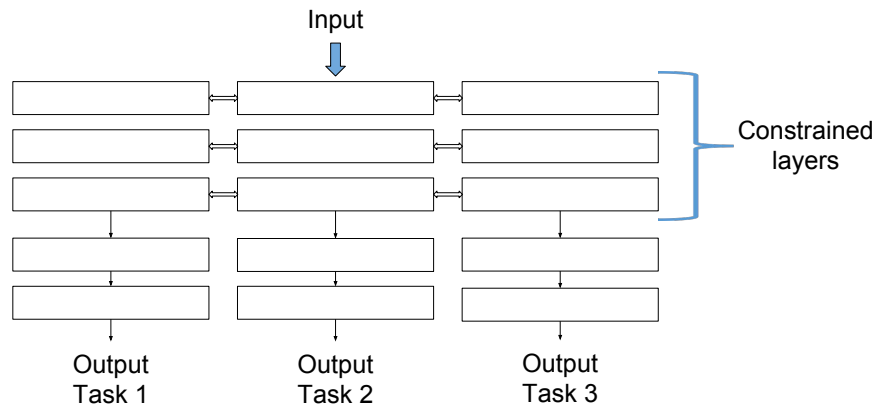 Input
Constrained
layers
Output
Task 1
Output
Task 2
Output
Task 3